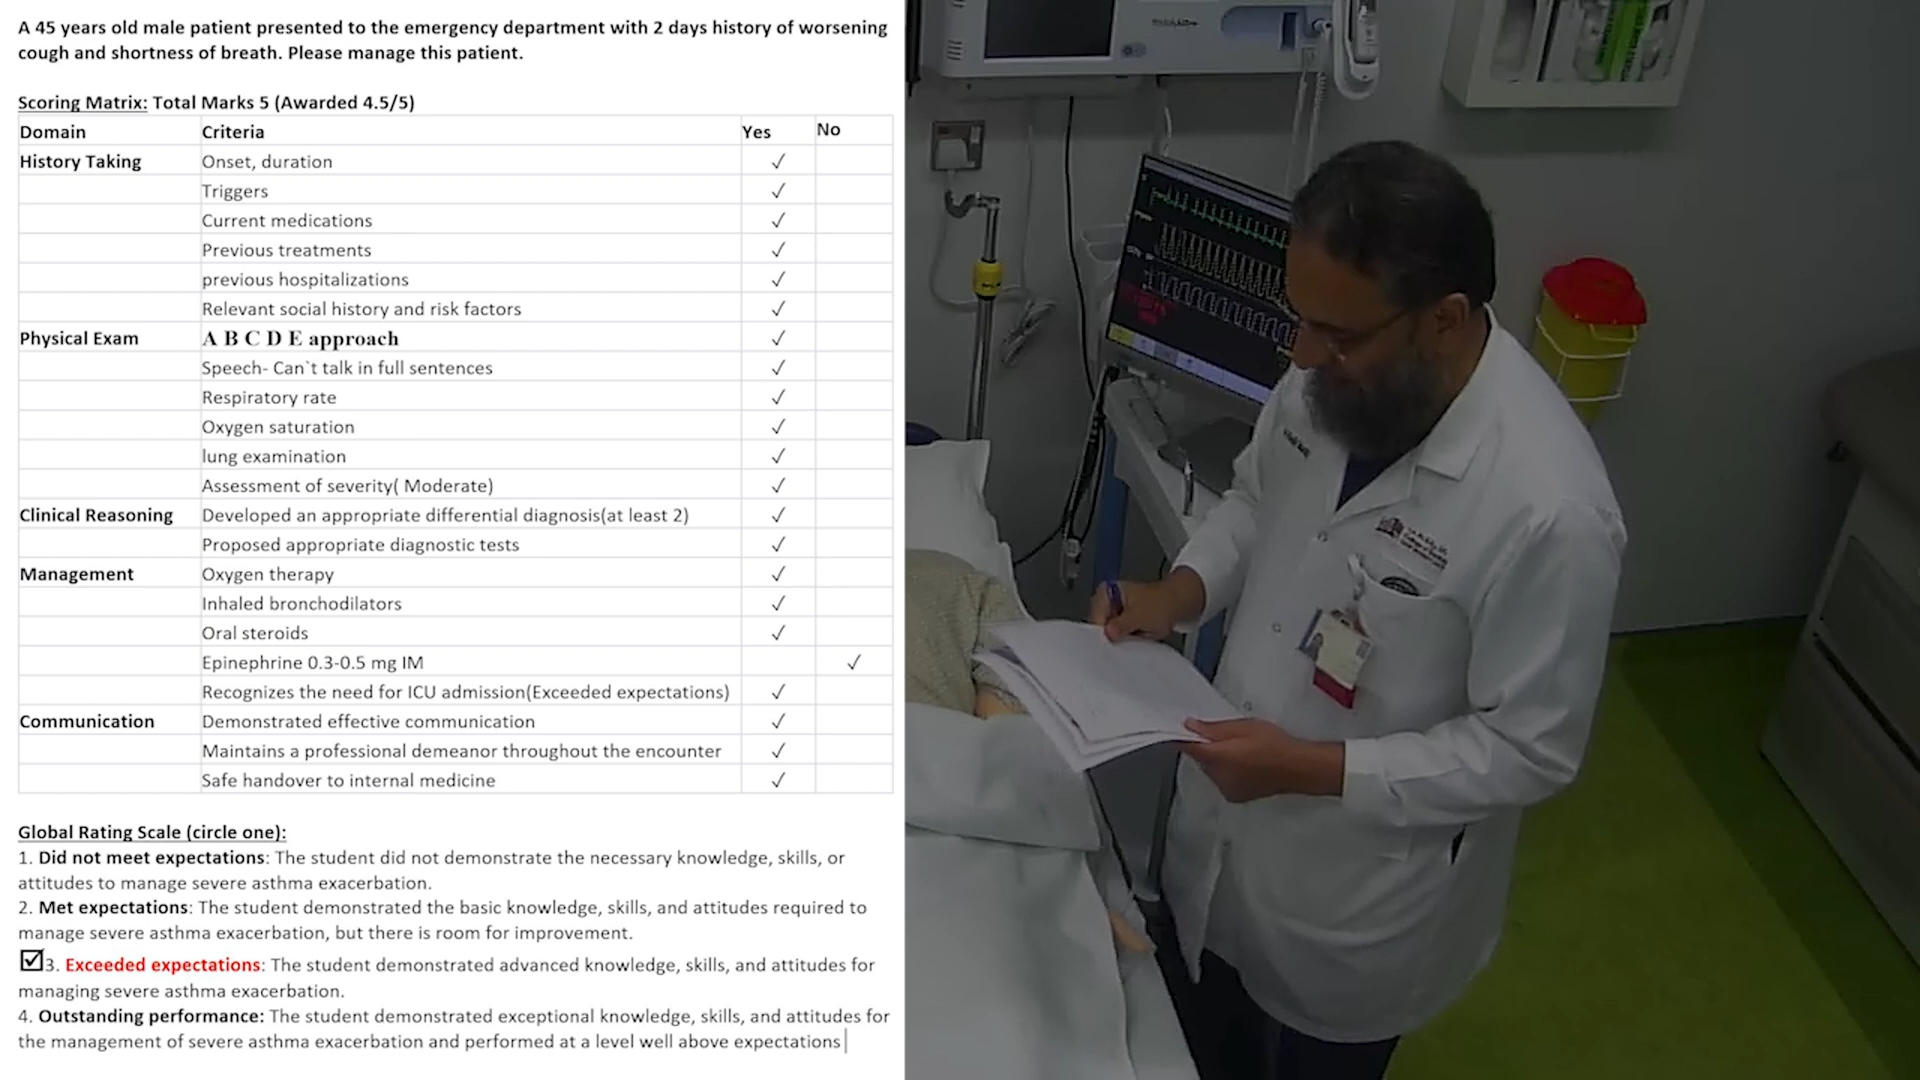 A 45 years old male patient presented to the emergency department with 2 days history of worsening
cough and shortness of breath. Please manage this patient.
Scoring Matrix: Total Marks 5 (Awarded 4.5/5)
Domain Criteria Yes No
History Taking Onset, duration ✓
Triggers ✓
Current medications ✓
Previous treatments ✓
previous hospitalizations ✓
Relevant social history and risk factors ✓
Physical Exam A B C D E approach ✓
Speech- Can`t talk in full sentences ✓
Respiratory rate ✓
Oxygen saturation ✓
lung examination ✓
Assessment of severity( Moderate) ✓
Clinical Reasoning Developed an appropriate differential diagnosis(at least 2) ✓
Proposed appropriate diagnostic tests ✓
Management Oxygen therapy ✓
Inhaled bronchodilators ✓
Oral steroids ✓
Epinephrine 0.3-0.5 mg IM ✓
Recognizes the need for ICU admission(Exceeded expectations) ✓
Communication Demonstrated effective communication ✓
Maintains a professional demeanor throughout the encounter ✓
Safe handover to internal medicine ✓
Global Rating Scale (circle one):
1. Did not meet expectations: The student did not demonstrate the necessary knowledge, skills, or
attitudes to manage severe asthma exacerbation.
2. Met expectations: The student demonstrated the basic knowledge, skills, and attitudes required to
manage severe asthma exacerbation, but there is room for improvement.
3. Exceeded expectations: The student demonstrated advanced knowledge, skills, and attitudes for
managing severe asthma exacerbation.
4. Outstanding performance: The student demonstrated exceptional knowledge, skills, and attitudes for
the management of severe asthma exacerbation and performed at a level well above expectations